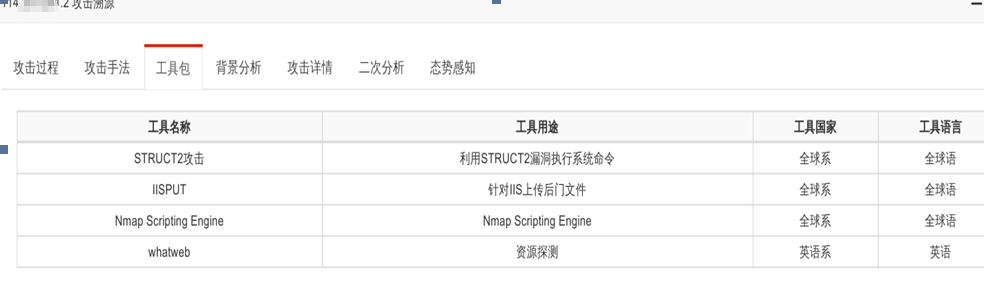 .2 攻击溯源
攻击过程 攻击手法 工具包 背景分析 攻击详情 二次分析 态势感知
工具名称 工具用途 工具国家 工具语言
STRUCT2攻击 利用STRUCT2漏洞执行系统命令 全球系 全球语
IISPUT 针对IIS上传后门文件 全球系 全球语
Nmap Scripting Engine Nmap Scripting Engine 全球系 全球语
whatweb 资源探测 英语系 英语